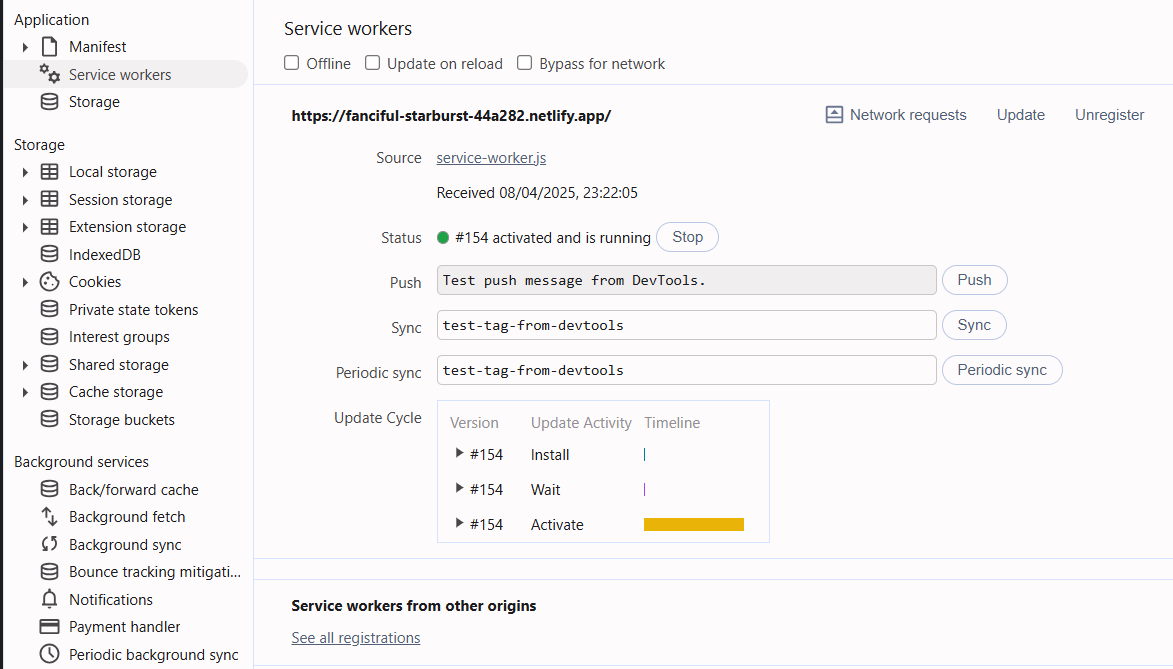 Application
Manifest
Service workers
Storage
Storage
Local storage
Session storage
Extension storage
IndexedDB
Cookies
Private state tokens
Interest groups
Shared storage
Cache storage
Storage buckets
Background services
Back/forward cache
Background fetch
Background sync
Bounce tracking mitigati...
Notifications
Payment handler
Periodic background sync
Service workers
Offline Update on reload Bypass for network
https://fanciful-starburst-44a282.netlify.app/ Network requests Update Unregister
Source service-worker.js
Received 08/04/2025, 23:22:05
Status #154 activated and is running Stop
Push Test push message from DevTools. Push
Sync test-tag-from-devtools Sync
Periodic sync test-tag-from-devtools Periodic sync
Update Cycle Version Update Activity Timeline
#154 Install
#154 Wait
#154 Activate
Service workers from other origins
See all registrations